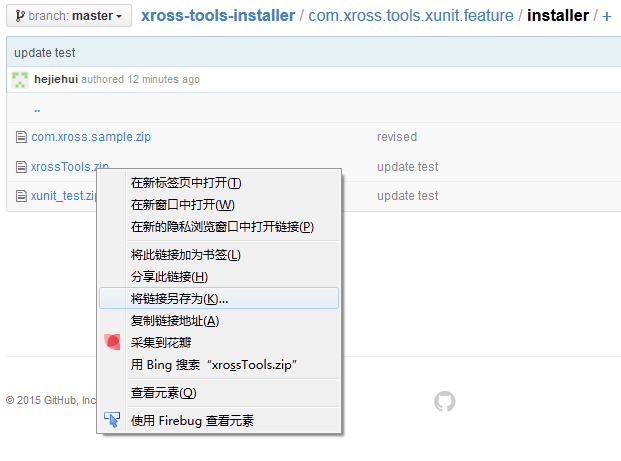 branch: master
xross-tools-installer / com.xross.tools.xunit.feature / installer / +
update test
hejiehui authored 12 minutes ago
..
com.xross.sample.zip revised
xrossTools.zip update test
xunit_test.zip update test
在新标签页中打开(T)
在新窗口中打开(W)
在新的隐私浏览窗口中打开链接(P)
将此链接加为书签(L)
分享此链接(H)
将链接另存为(K)...
复制链接地址(A)
采集到花瓣
用 Bing 搜索“xrossTools.zip”
查看元素(Q)
使用 Firebug 查看元素
© 2015 GitHub, Inc